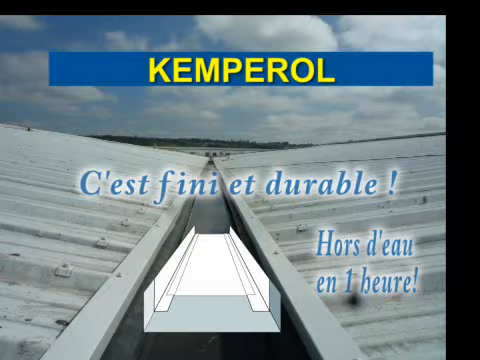 KEMPEROL
C'est fini et durable !
Hors d'eau
en 1 heure!